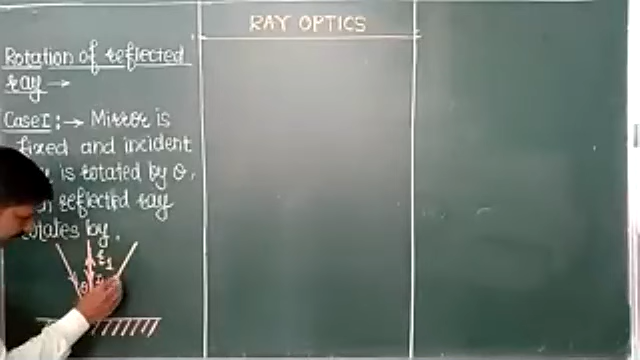 RAY OPTICS
Rotation of reflected
ray →
Case I :→ Mirror is
fixed and incident
is rotated by θ,
reflected ray
rotates by,
r₁
θ